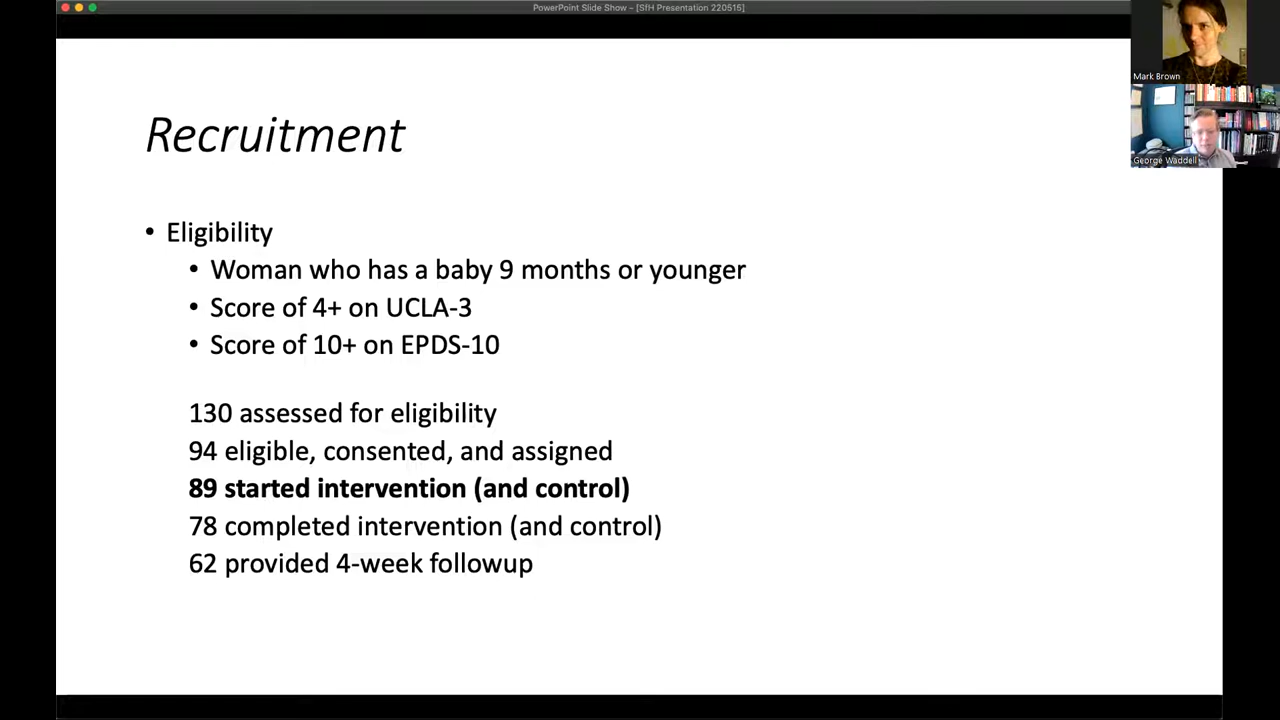 PowerPoint Slide Show – [SfH Presentation 220515]
Mark Brown
George Waddell
Recruitment
• Eligibility
• Woman who has a baby 9 months or younger
• Score of 4+ on UCLA-3
• Score of 10+ on EPDS-10
130 assessed for eligibility
94 eligible, consented, and assigned
89 started intervention (and control)
78 completed intervention (and control)
62 provided 4-week followup